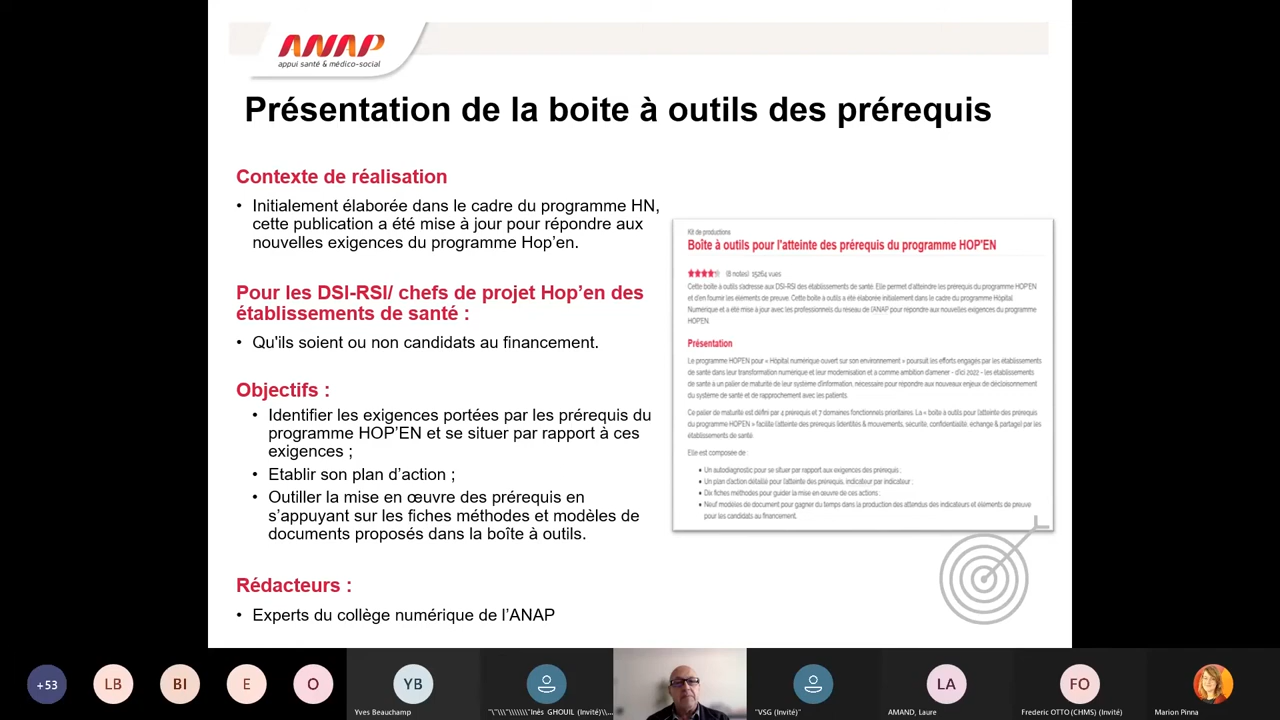 ANAP
appui santé & médico-social
Présentation de la boite à outils des prérequis
Contexte de réalisation
• Initialement élaborée dans le cadre du programme HN,
cette publication a été mise à jour pour répondre aux
nouvelles exigences du programme Hop’en.
Pour les DSI-RSI/ chefs de projet Hop’en des
établissements de santé :
• Qu'ils soient ou non candidats au financement.
Objectifs :
• Identifier les exigences portées par les prérequis du
programme HOP’EN et se situer par rapport à ces
exigences ;
• Etablir son plan d’action ;
• Outiller la mise en œuvre des prérequis en
s’appuyant sur les fiches méthodes et modèles de
documents proposés dans la boîte à outils.
Rédacteurs :
• Experts du collège numérique de l’ANAP
Kit de productions
Boîte à outils pour l'atteinte des prérequis du programme HOP'EN
(8 notes) 15264 vues
Cette boîte à outils s'adresse aux DSI-RSI des établissements de santé. Elle permet d'atteindre les prérequis du programme HOP'EN
et d'en fournir les éléments de preuve. Cette boîte à outils a été élaborée initialement dans le cadre du programme Hôpital
Numérique et a été mise à jour avec les professionnels du réseau de l'ANAP pour répondre aux nouvelles exigences du programme
HOP'EN
Présentation
Le programme HOP'EN pour « Hôpital numérique ouvert sur son environnement » poursuit les efforts engagés par les établissements
de santé dans leur transformation numérique et leur modernisation et a comme ambition d'amener - d'ici 2022 - les établissements
de santé à un palier de maturité de leur système d'information, nécessaire pour répondre aux nouveaux enjeux de décloisonnement
du système de santé et de rapprochement avec les patients.
Ce palier de maturité est défini par 4 prérequis et 7 domaines fonctionnels prioritaires. La « boîte à outils pour l'atteinte des prérequis
du programme HOP'EN » facilite l'atteinte des prérequis (identités & mouvements, sécurité, confidentialité, échange & partage) par les
établissements de santé
Elle est composée de :
• Un autodiagnostic pour se situer par rapport aux exigences des prérequis ;
• Un plan d'action détaillé pour l'atteinte des prérequis, indicateur par indicateur ;
• Dix fiches méthodes pour guider la mise en œuvre de ces actions ;
• Neuf modèles de document pour gagner du temps dans la production des attendus des indicateurs et éléments de preuve
pour les candidats au financement.
+53
LB
BI
E
O
YB
LA
FO
Yves Beauchamp
"\"\\"\\\\\\\"Inès GHOUIL (Invité)\\...
"VSG (Invité)"
AMAND, Laure
Frederic OTTO (CHMS) (Invité)
Marion Pinna